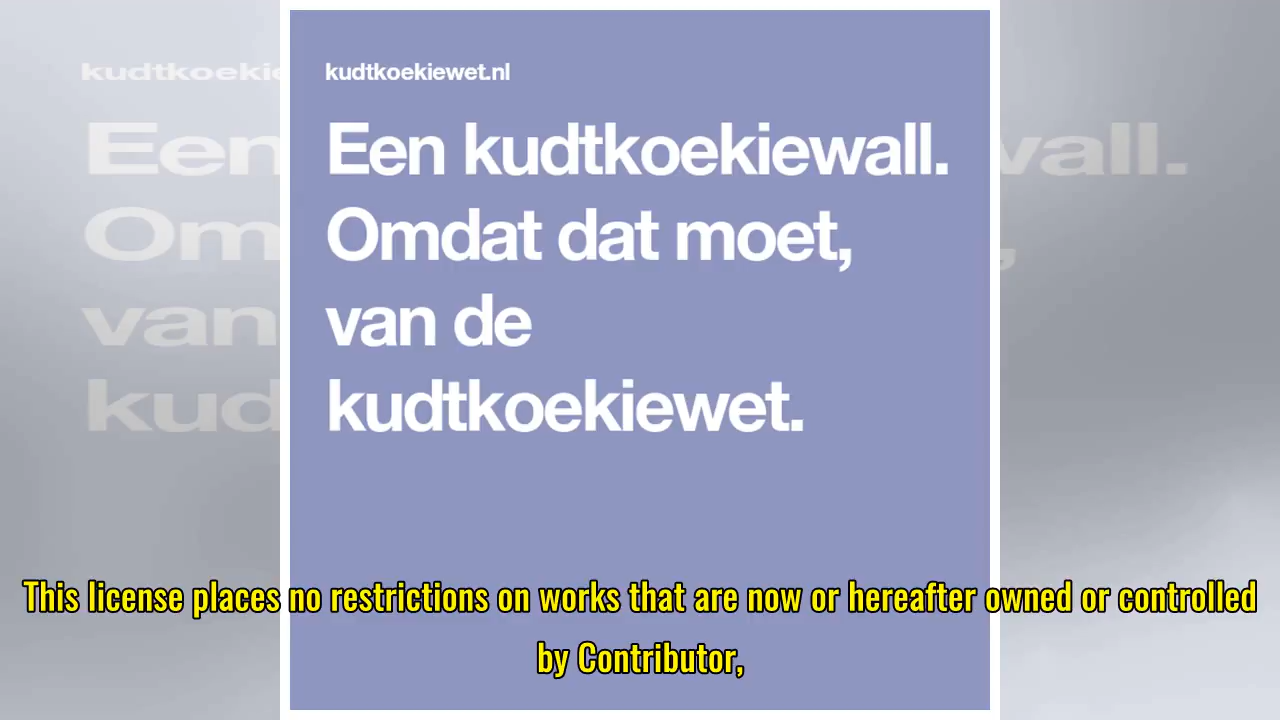 kudtkoekiewet.nl
Een kudtkoekiewall.
Omdat dat moet,
van de
kudtkoekiewet.
This license places no restrictions on works that are now or hereafter owned or controlled
by Contributor,